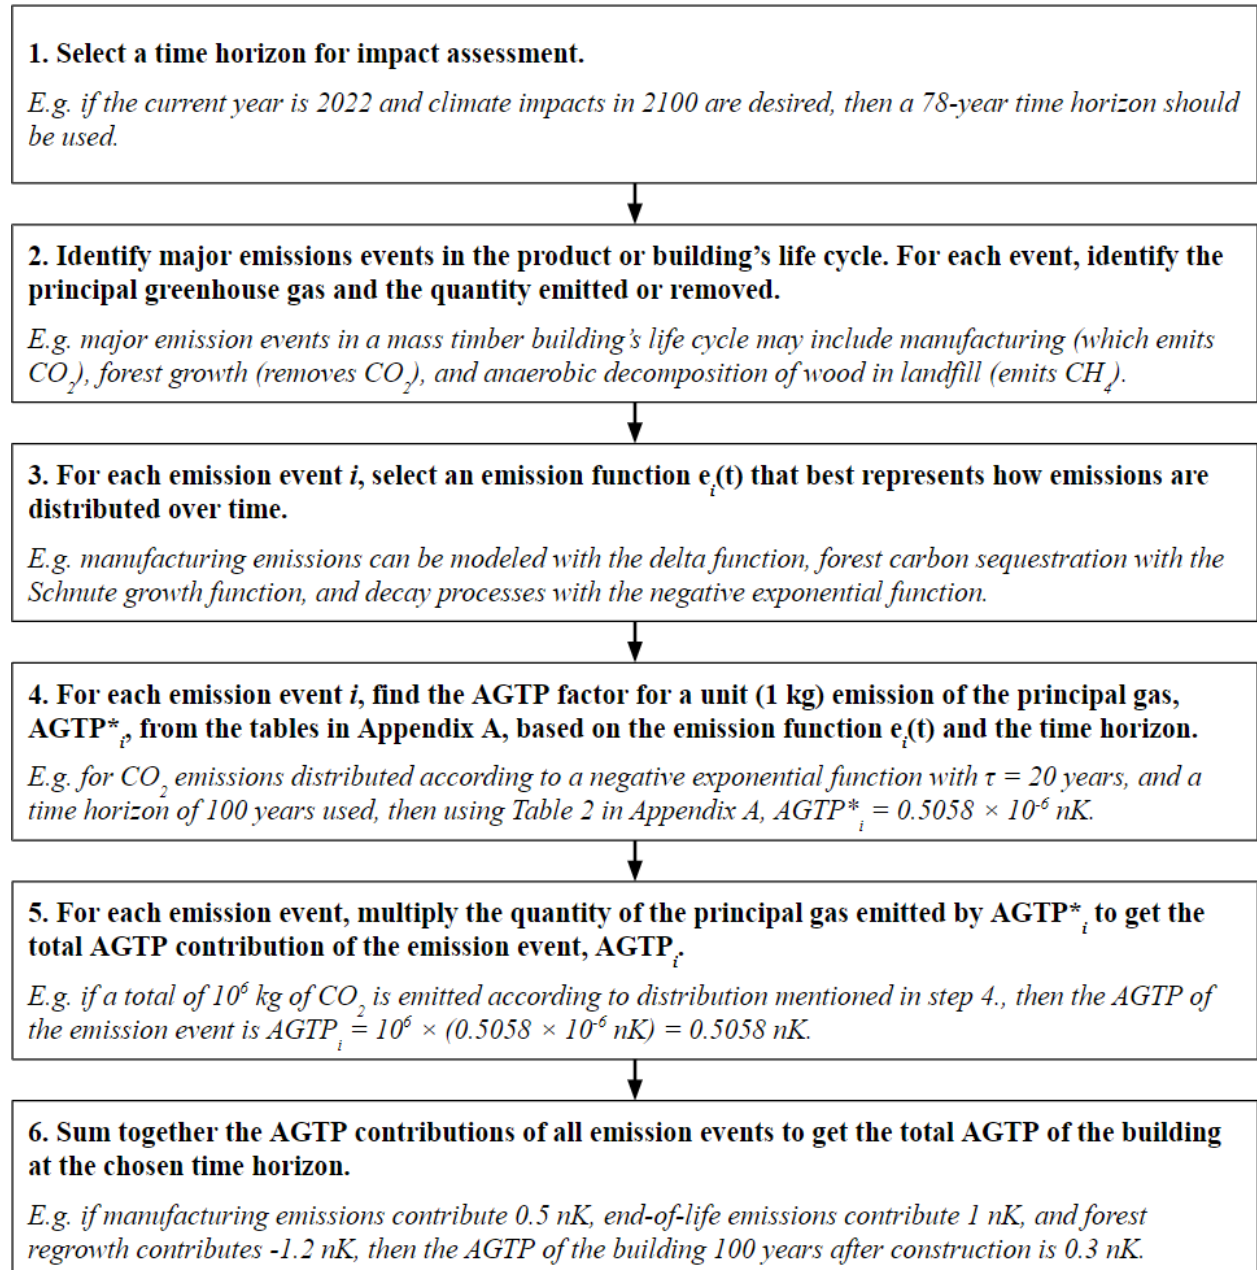 1. Select a time horizon for impact assessment.
E.g. if the current year is 2022 and climate impacts in 2100 are desired, then a 78-year time horizon should
be used.
2. Identify major emissions events in the product or building’s life cycle. For each event, identify the
principal greenhouse gas and the quantity emitted or removed.
E.g. major emission events in a mass timber building’s life cycle may include manufacturing (which emits
CO₂), forest growth (removes CO₂), and anaerobic decomposition of wood in landfill (emits CH₄).
3. For each emission event i, select an emission function eᵢ(t) that best represents how emissions are
distributed over time.
E.g. manufacturing emissions can be modeled with the delta function, forest carbon sequestration with the
Schnute growth function, and decay processes with the negative exponential function.
4. For each emission event i, find the AGTP factor for a unit (1 kg) emission of the principal gas,
AGTP*ᵢ, from the tables in Appendix A, based on the emission function eᵢ(t) and the time horizon.
E.g. for CO₂ emissions distributed according to a negative exponential function with τ = 20 years, and a
time horizon of 100 years used, then using Table 2 in Appendix A, AGTP*ᵢ = 0.5058 × 10⁻⁶ nK.
5. For each emission event, multiply the quantity of the principal gas emitted by AGTP*ᵢ to get the
total AGTP contribution of the emission event, AGTPᵢ.
E.g. if a total of 10⁶ kg of CO₂ is emitted according to distribution mentioned in step 4., then the AGTP of
the emission event is AGTPᵢ = 10⁶ × (0.5058 × 10⁻⁶ nK) = 0.5058 nK.
6. Sum together the AGTP contributions of all emission events to get the total AGTP of the building
at the chosen time horizon.
E.g. if manufacturing emissions contribute 0.5 nK, end-of-life emissions contribute 1 nK, and forest
regrowth contributes -1.2 nK, then the AGTP of the building 100 years after construction is 0.3 nK.